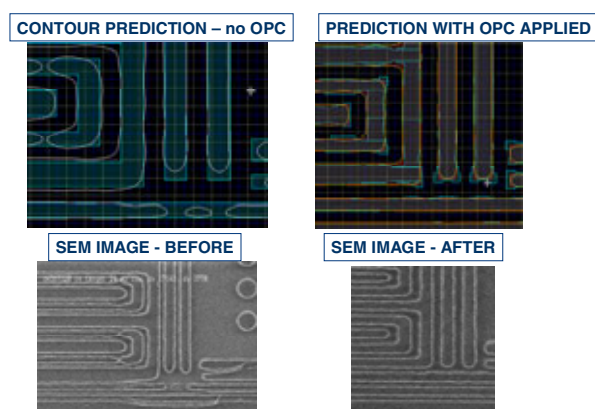 CONTOUR PREDICTION – no OPC
PREDICTION WITH OPC APPLIED
SEM IMAGE - BEFORE
SEM IMAGE - AFTER